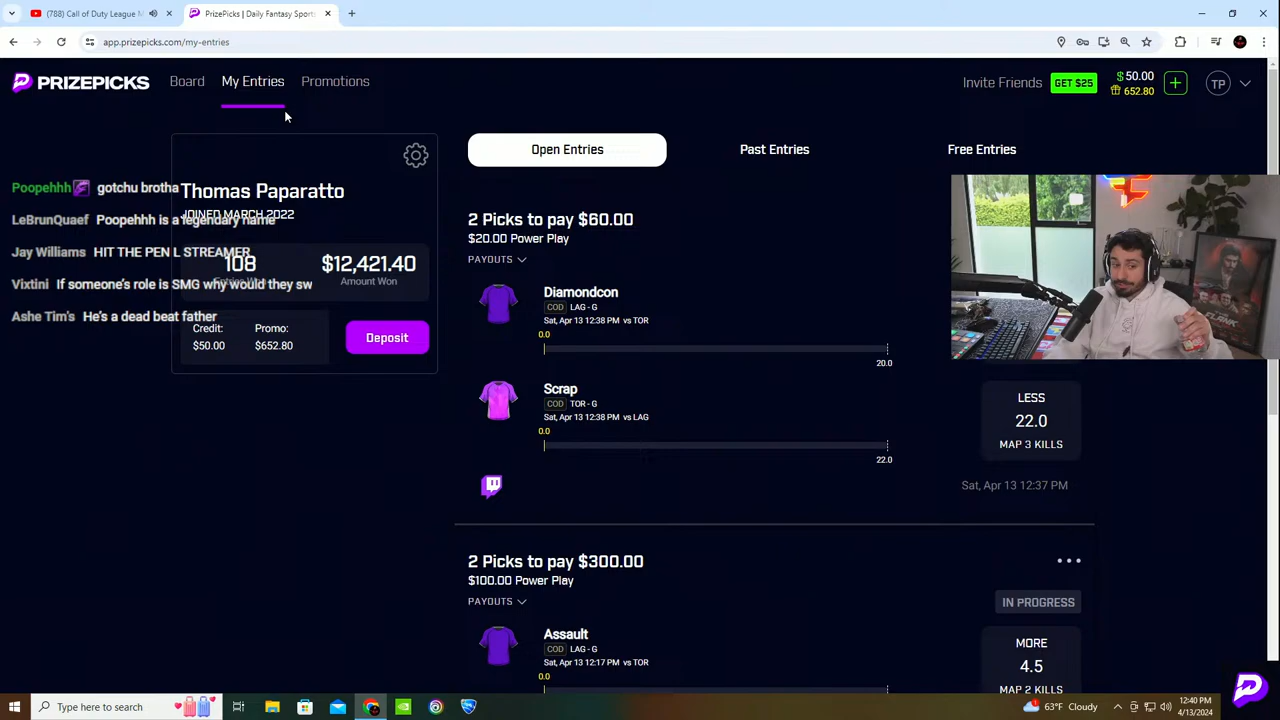 (788) Call of Duty League M
PrizePicks | Daily Fantasy Sports
app.prizepicks.com/my-entries
PRIZEPICKS
Board
My Entries
Promotions
Invite Friends
GET $25
$50.00
652.80
TP
Open Entries
Past Entries
Free Entries
Thomas Paparatto
JOINED MARCH 2022
108
$12,421.40
Amount Won
Credit:
$50.00
Promo:
$652.80
Deposit
Poopehhh gotchu brotha
LeBrunQuaef Poopehhh is a legendary name
Jay Williams HIT THE PEN L STREAMER
Vixtini If someone's role is SMG why would they sw
Ashe Tim's He's a dead beat father
2 Picks to pay $60.00
$20.00 Power Play
PAYOUTS
Diamondcon
COD LAG - G
Sat, Apr 13 12:38 PM vs TOR
0.0
20.0
Scrap
COD TOR - G
Sat, Apr 13 12:38 PM vs LAG
0.0
22.0
LESS
22.0
MAP 3 KILLS
Sat, Apr 13 12:37 PM
2 Picks to pay $300.00
$100.00 Power Play
PAYOUTS
IN PROGRESS
Assault
COD LAG - G
Sat, Apr 13 12:17 PM vs TOR
0.0
MORE
4.5
MAP 2 KILLS
THE FLANK
Type here to search
63°F Cloudy
12:40 PM
4/13/2024